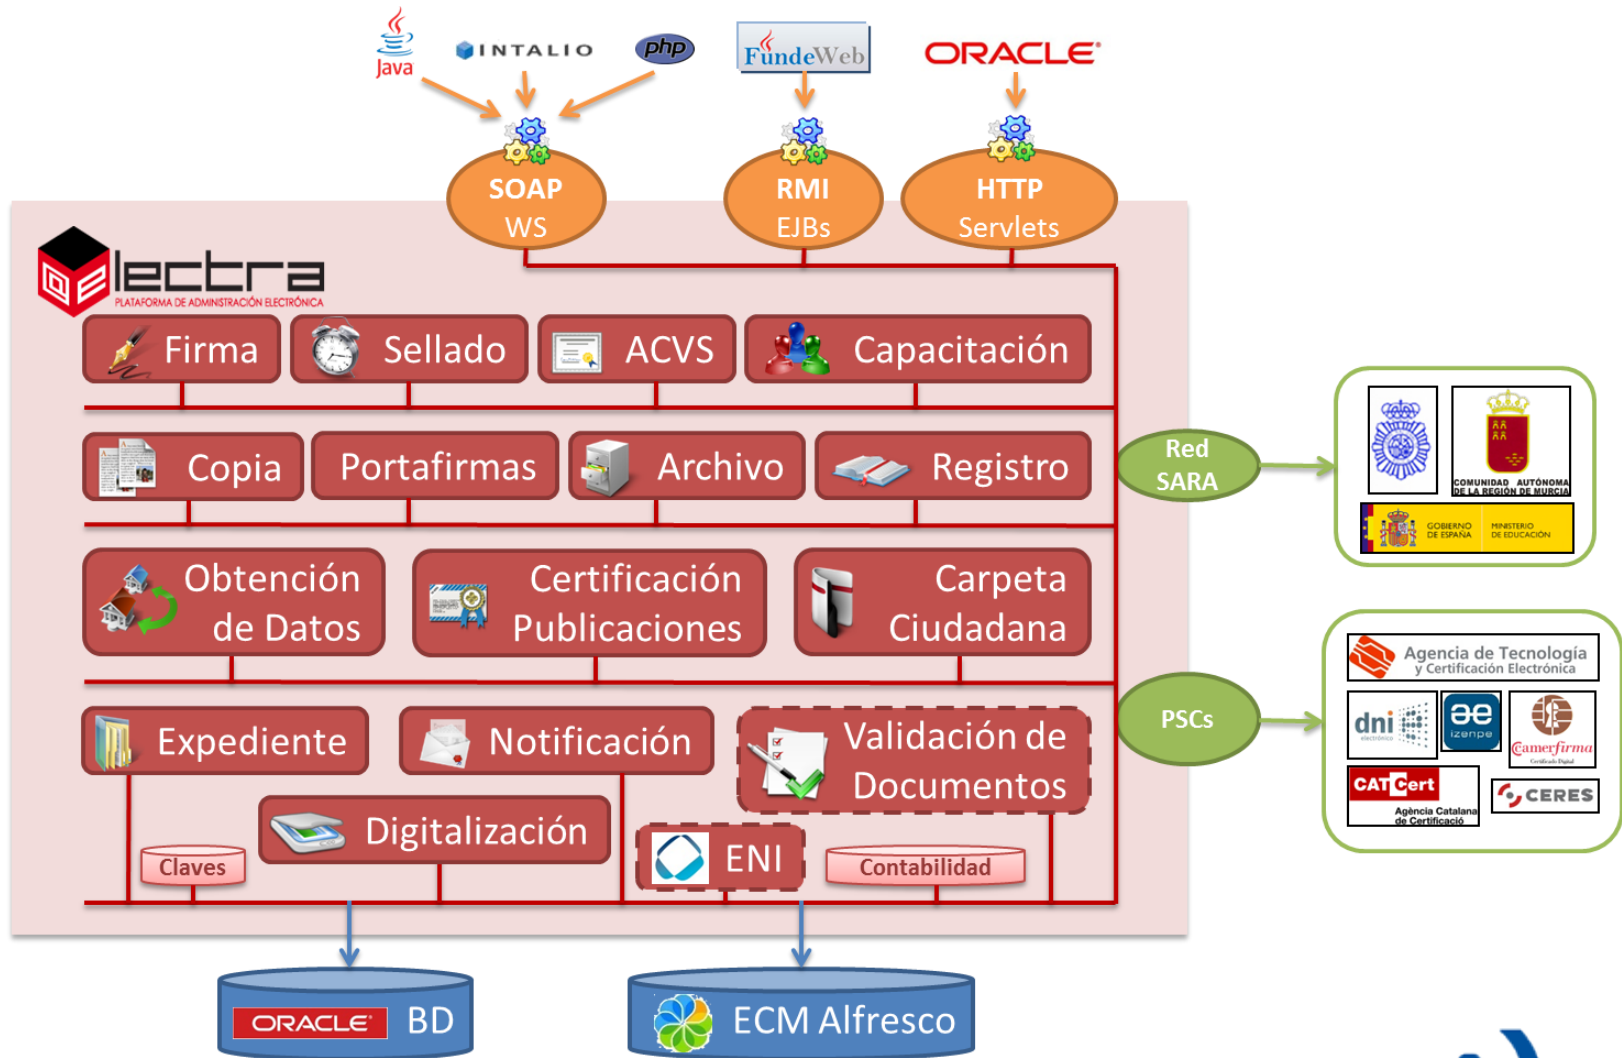 Java
INTALIO
php
FundeWeb
ORACLE
SOAP
WS
RMI
EJBs
HTTP
Servlets
lectra
PLATAFORMA DE ADMINISTRACIÓN ELECTRÓNICA
Firma
Sellado
ACVS
Capacitación
Copia
Portafirmas
Archivo
Registro
Red
SARA
COMUNIDAD AUTÓNOMA
DE LA REGIÓN DE MURCIA
GOBIERNO
DE ESPAÑA
MINISTERIO
DE EDUCACIÓN
Obtención
de Datos
Certificación
Publicaciones
Carpeta
Ciudadana
PSCs
Agencia de Tecnología
y Certificación Electrónica
dni
electrónico
izenpe
Camerfirma
Certificado Digital
CATCert
Agència Catalana
de Certificació
CERES
Expediente
Notificación
Validación de
Documentos
Digitalización
ENI
Claves
Contabilidad
ORACLE
BD
ECM Alfresco